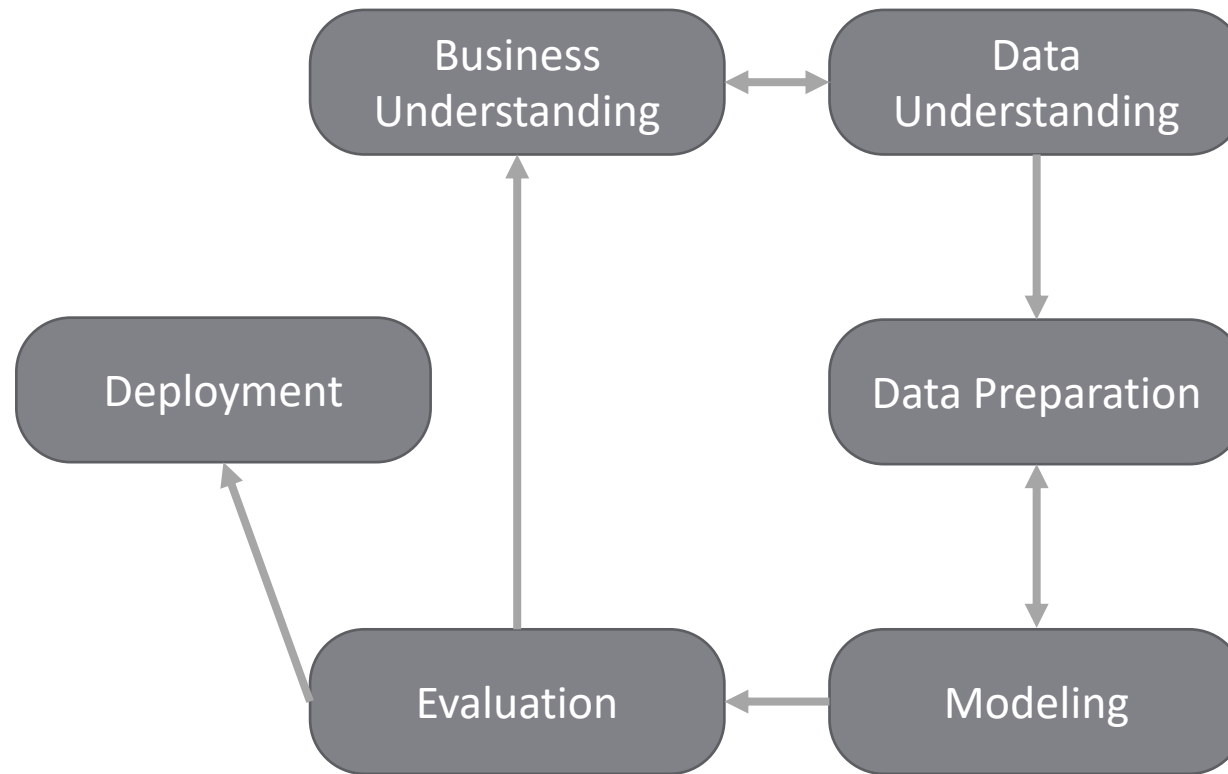 Business
Understanding
Data
Understanding
Deployment
Data Preparation
Evaluation
Modeling